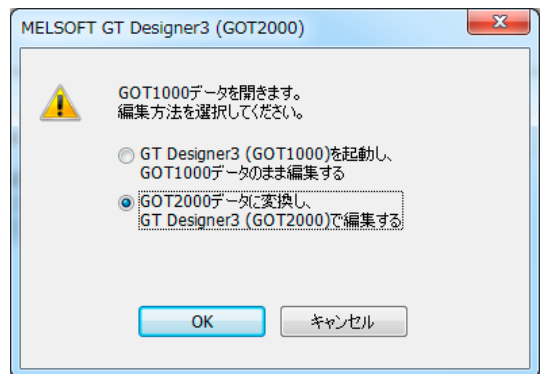 MELSOFT GT Designer3 (GOT2000)
GOT1000データを開きます。
編集方法を選択してください。
GT Designer3 (GOT1000)を起動し、
GOT1000データのまま編集する
GOT2000データに変換し、
GT Designer3 (GOT2000)で編集する
OK
キャンセル